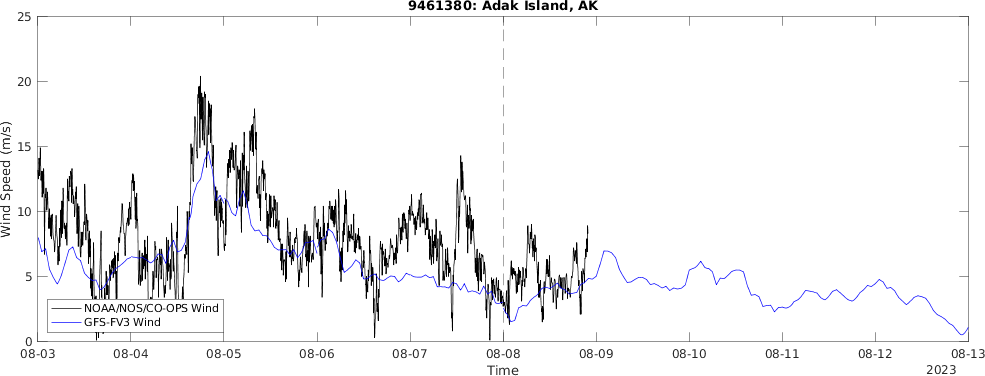 9461380: Adak Island, AK
Wind Speed (m/s)
25
20
15
10
5
0
NOAA/NOS/CO-OPS Wind
GFS-FV3 Wind
08-03 08-04 08-05 08-06 08-07 08-08 08-09 08-10 08-11 08-12 08-13
Time
2023